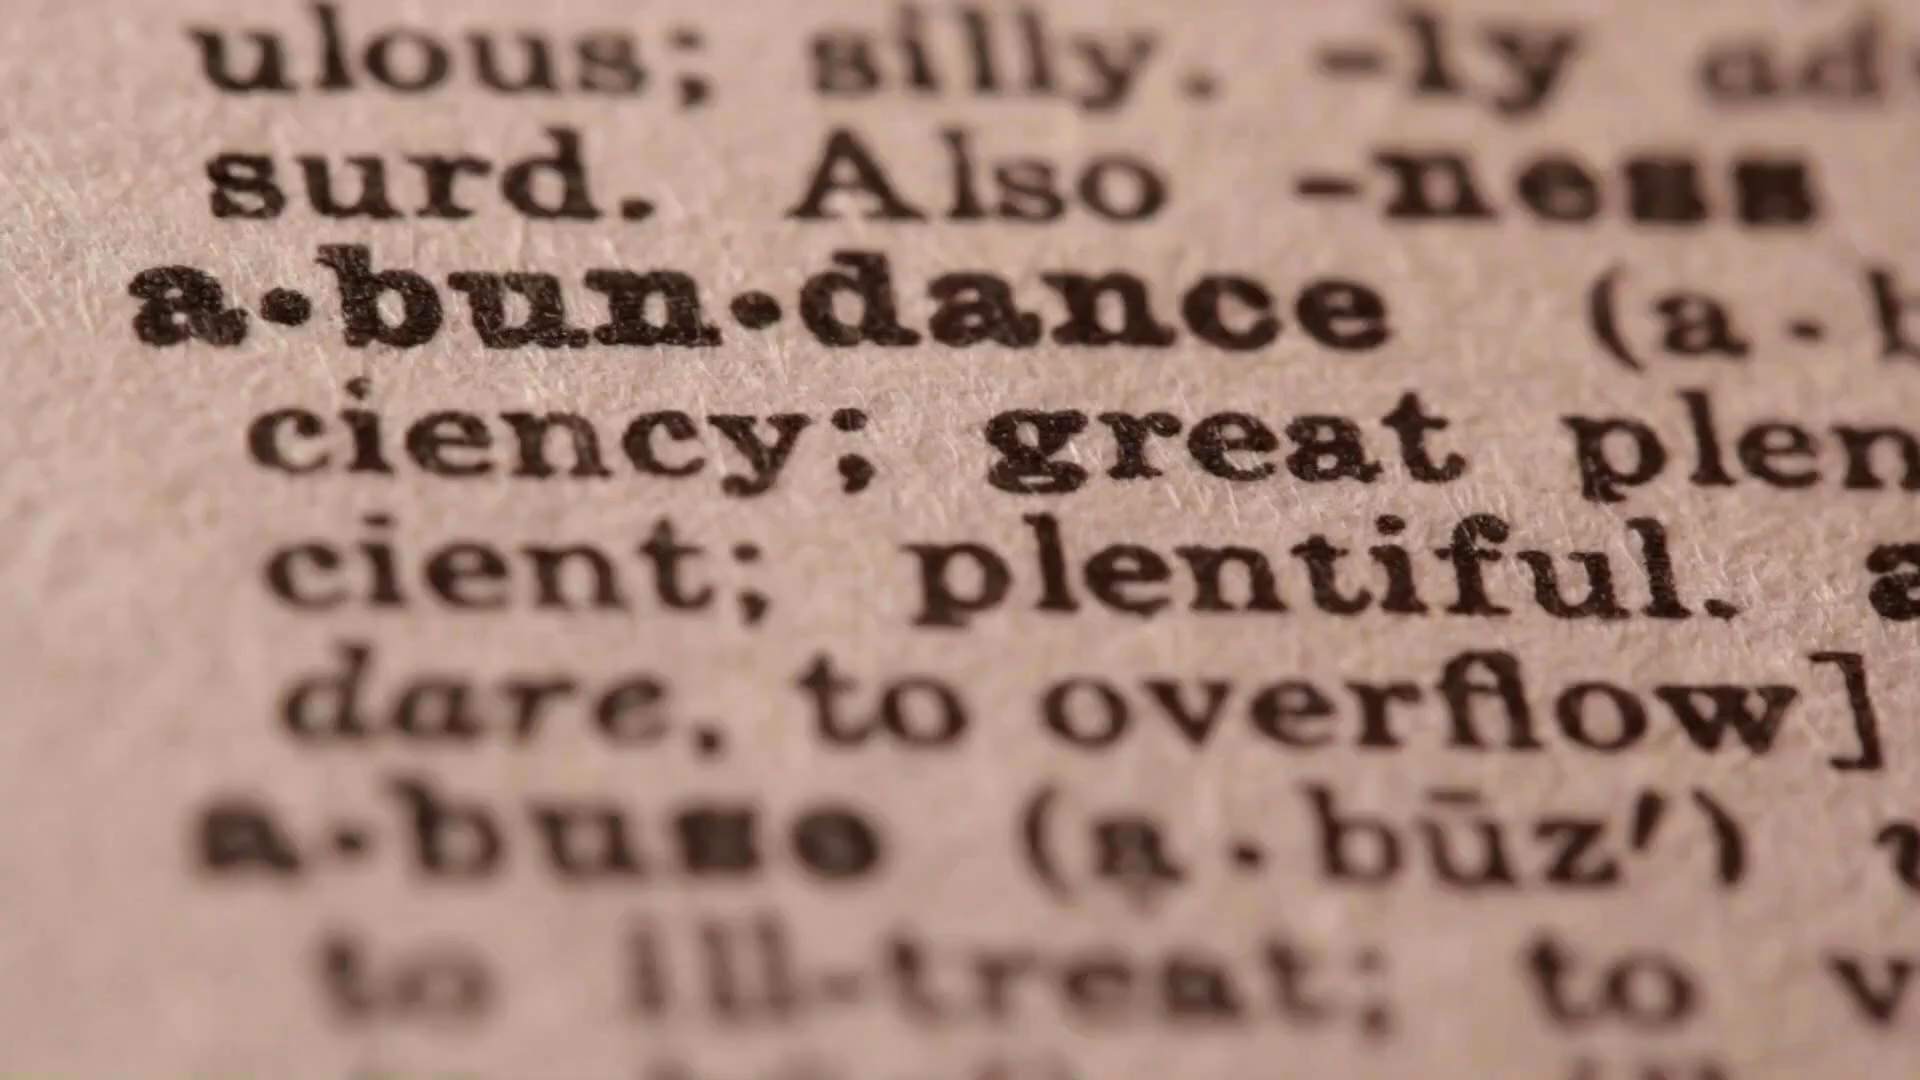 ulous; silly. -ly ad
surd. Also -ness
a·bun·dance (a·b
ciency; great plen
cient; plentiful. a
dare, to overflow]
a·buse (a·būz′) v
to ill-treat; to v